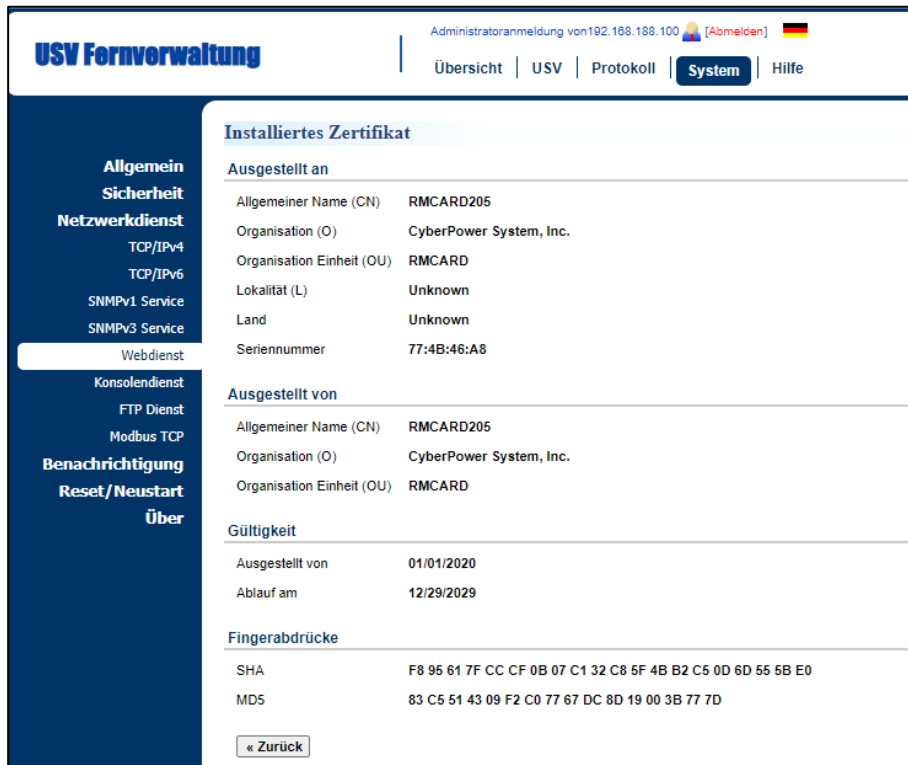 Administratoranmeldung von192.168.188.100 [Abmelden]
USV Fernverwaltung
Übersicht | USV | Protokoll | System | Hilfe
Allgemein
Sicherheit
Netzwerkdienst
TCP/IPv4
TCP/IPv6
SNMPv1 Service
SNMPv3 Service
Webdienst
Konsolendienst
FTP Dienst
Modbus TCP
Benachrichtigung
Reset/Neustart
Über
Installiertes Zertifikat
Ausgestellt an
Allgemeiner Name (CN) RMCARD205
Organisation (O) CyberPower System, Inc.
Organisation Einheit (OU) RMCARD
Lokalität (L) Unknown
Land Unknown
Seriennummer 77:4B:46:A8
Ausgestellt von
Allgemeiner Name (CN) RMCARD205
Organisation (O) CyberPower System, Inc.
Organisation Einheit (OU) RMCARD
Gültigkeit
Ausgestellt von 01/01/2020
Ablauf am 12/29/2029
Fingerabdrücke
SHA F8 95 61 7F CC CF 0B 07 C1 32 C8 5F 4B B2 C5 0D 6D 55 5B E0
MD5 83 C5 51 43 09 F2 C0 77 67 DC 8D 19 00 3B 77 7D
« Zurück